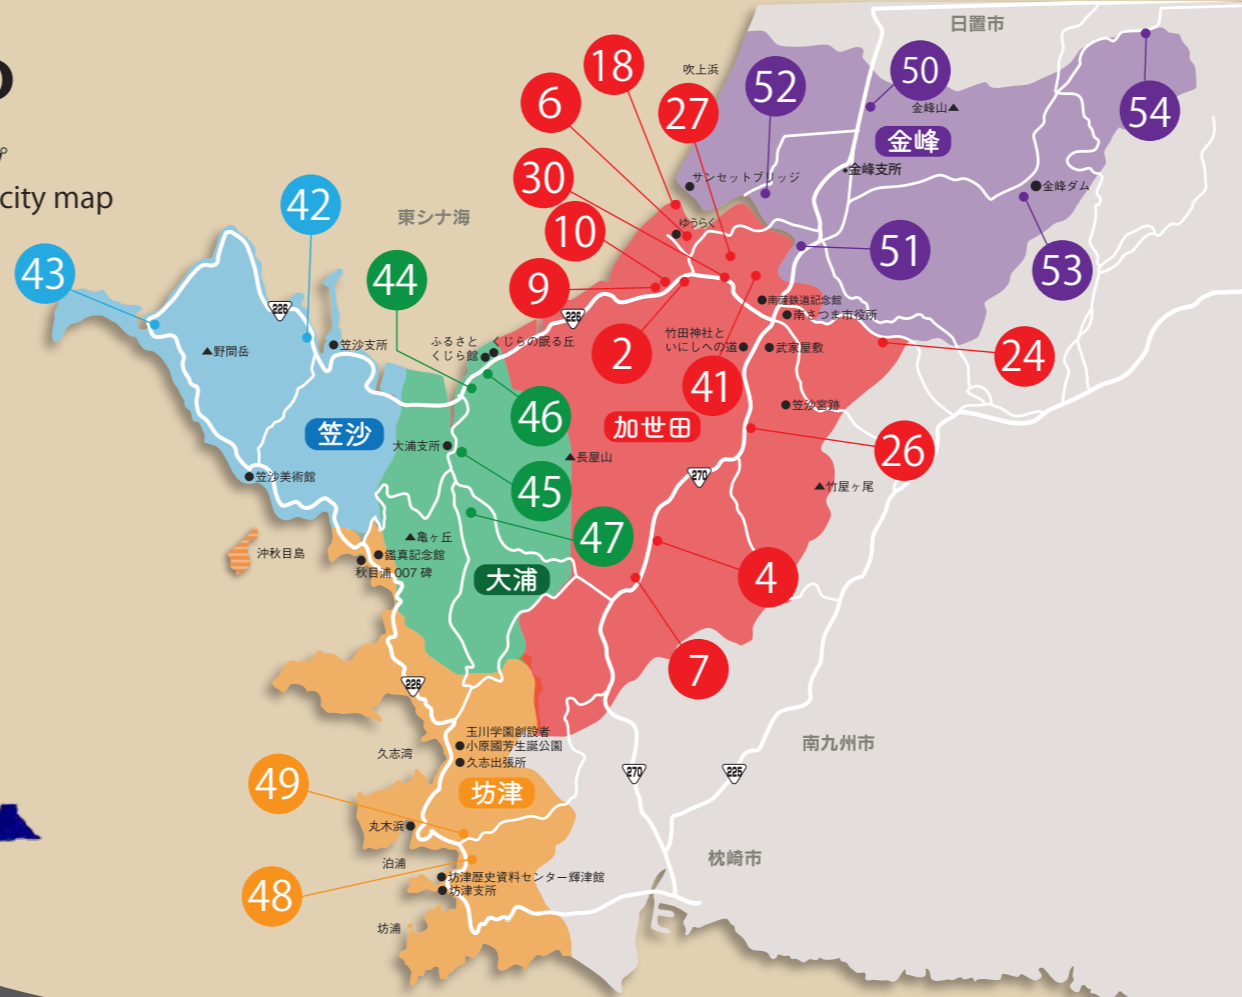 city map
日置市
吹上浜
18
52
50
6
27
金峰山
54
金峰
30
金峰支所
サンセットブリッジ
金峰ダム
42
東シナ海
ゆうらく
10
51
43
44
9
53
226
226
南薩鉄道記念館
南さつま市役所
野間岳
笠沙支所
ふるさと
くじら館
くじらの眠る丘
2
竹田神社と
いにしへの道
武家屋敷
24
41
46
笠沙宮跡
笠沙
大浦支所
加世田
26
長屋山
270
笠沙美術館
45
竹屋ヶ尾
47
亀ヶ丘
沖秋目島
鑑真記念館
秋目浦 007 碑
大浦
4
7
226
玉川学園創設者
小原國芳生誕公園
久志湾
久志出張所
南九州市
270
225
49
坊津
丸木浜
枕崎市
泊浦
坊津歴史資料センター輝津館
48
坊津支所
坊浦